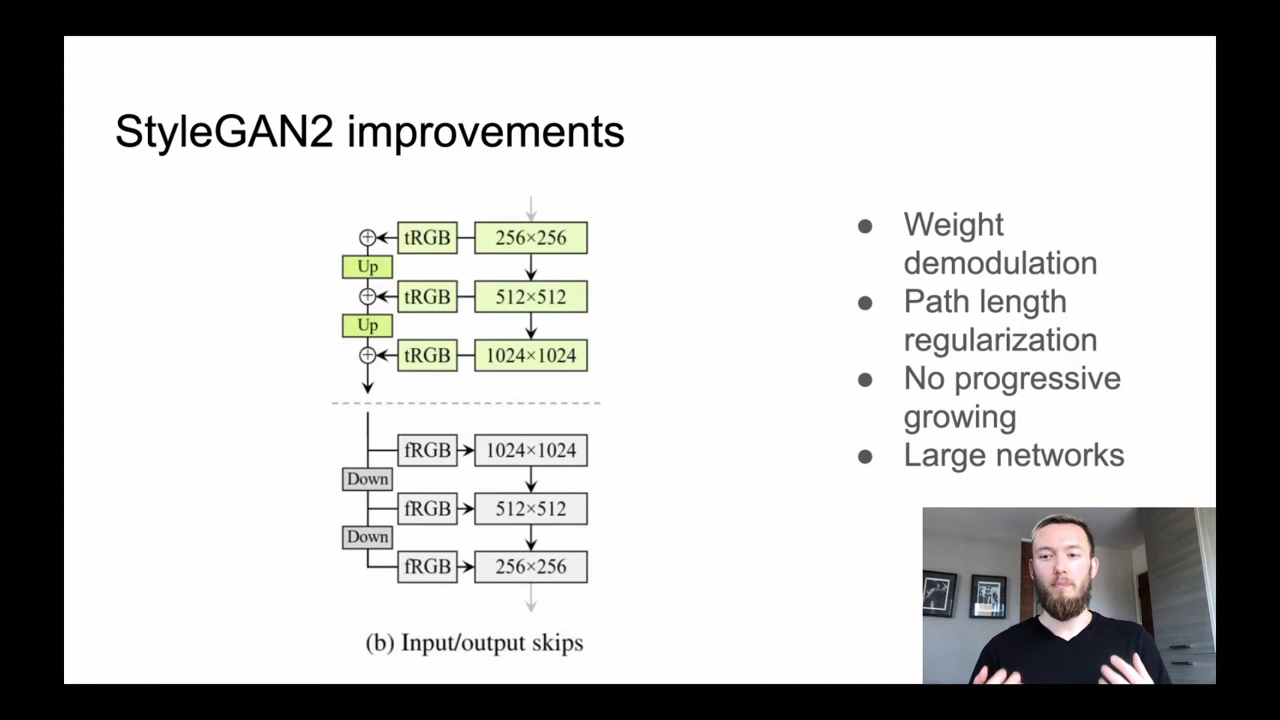 StyleGAN2 improvements
tRGB 256×256
Up
tRGB 512×512
Up
tRGB 1024×1024
fRGB 1024×1024
Down
fRGB 512×512
Down
fRGB 256×256
(b) Input/output skips
● Weight
demodulation
● Path length
regularization
● No progressive
growing
● Large networks